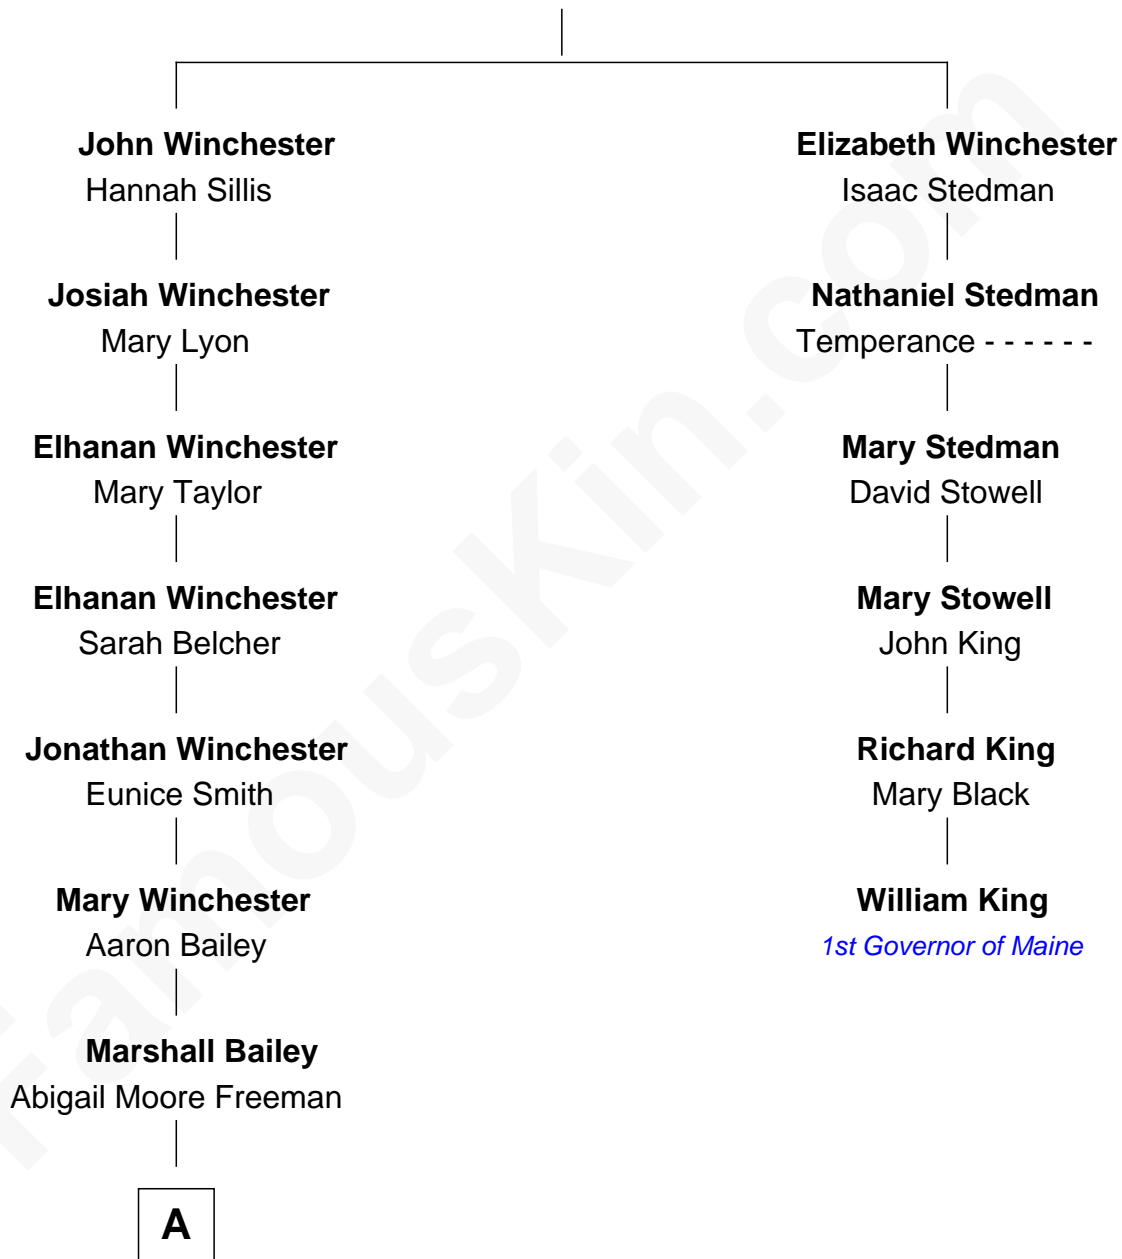 John Winchester
Hannah Sillis
Josiah Winchester
Mary Lyon
Elhanan Winchester
Mary Taylor
Elhanan Winchester
Sarah Belcher
Jonathan Winchester
Eunice Smith
Mary Winchester
Aaron Bailey
Marshall Bailey
Abigail Moore Freeman
A
Elizabeth Winchester
Isaac Stedman
Nathaniel Stedman
Temperance - - - - - -
Mary Stedman
David Stowell
Mary Stowell
John King
Richard King
Mary Black
William King
1st Governor of Maine
FamousKin.com